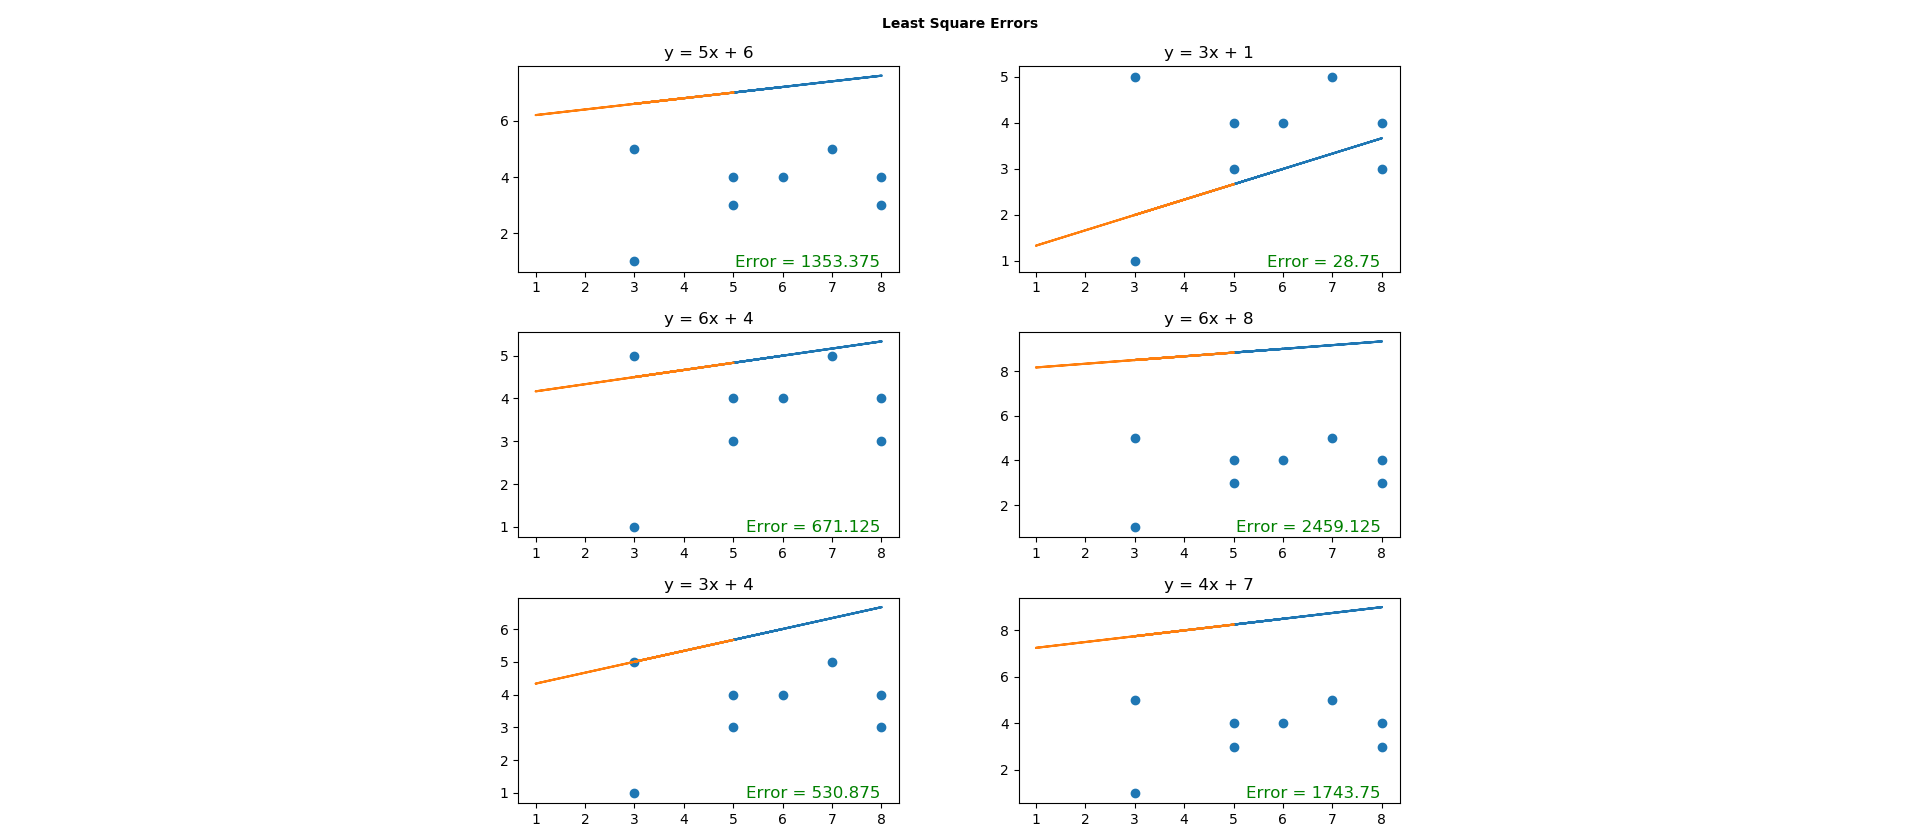 Least Square Errors
y = 5x + 6
6
4
2
Error = 1353.375
1 2 3 4 5 6 7 8
y = 3x + 1
5
4
3
2
1
Error = 28.75
1 2 3 4 5 6 7 8
y = 6x + 4
5
4
3
2
1
Error = 671.125
1 2 3 4 5 6 7 8
y = 6x + 8
8
6
4
2
Error = 2459.125
1 2 3 4 5 6 7 8
y = 3x + 4
6
5
4
3
2
1
Error = 530.875
1 2 3 4 5 6 7 8
y = 4x + 7
8
6
4
2
Error = 1743.75
1 2 3 4 5 6 7 8